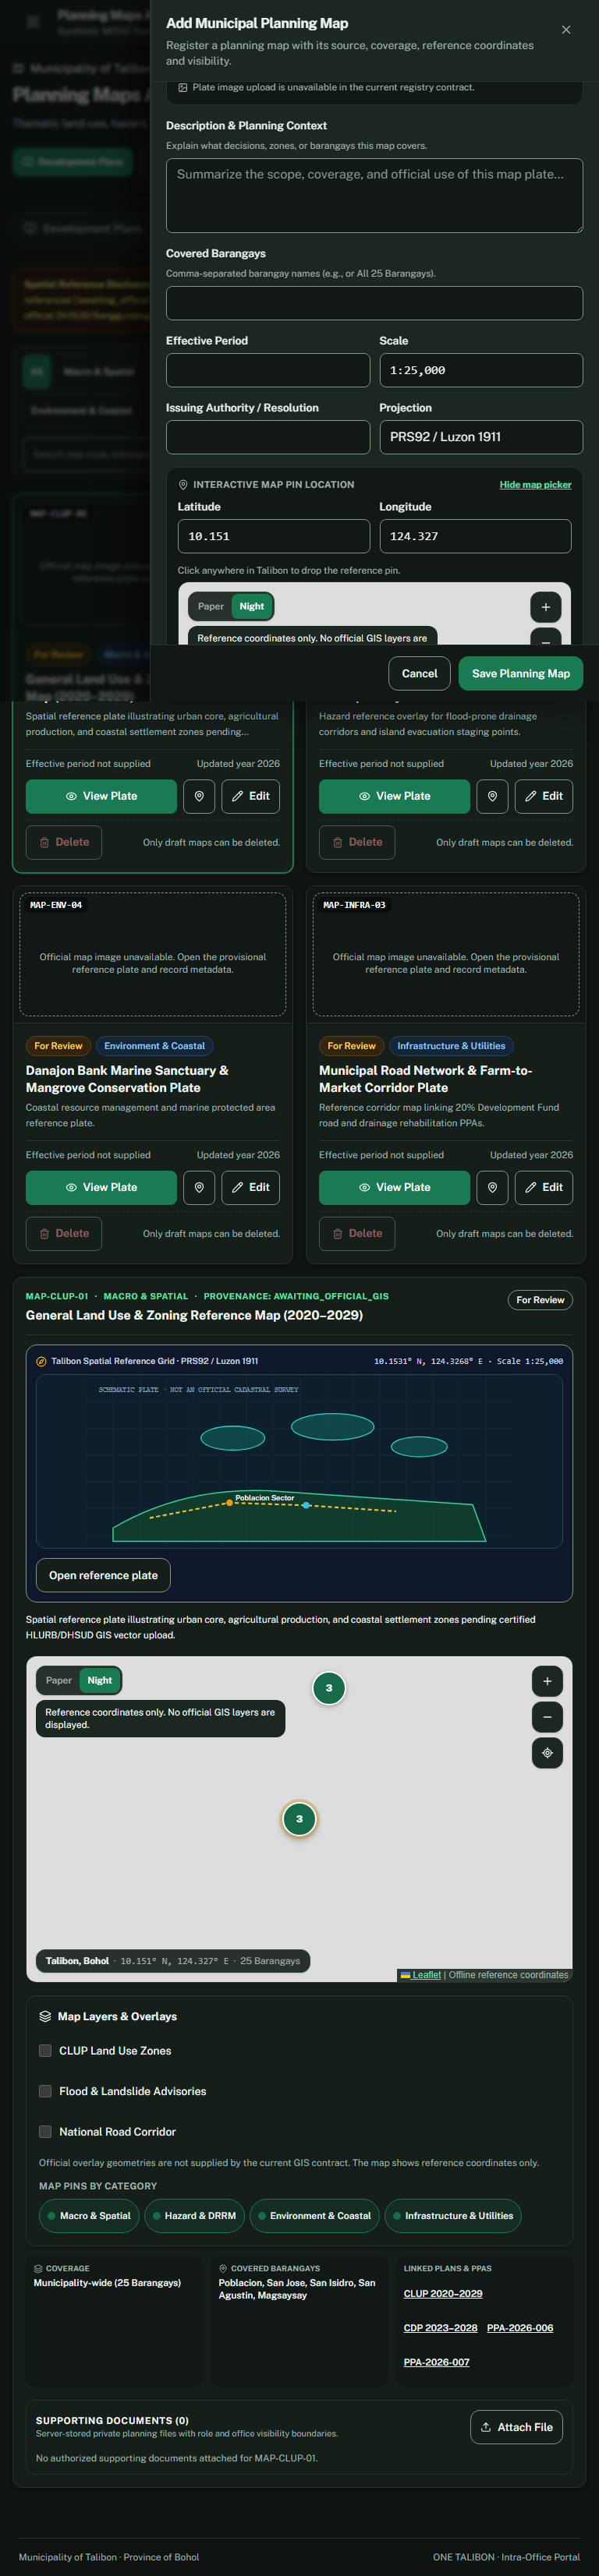 Planning Maps
Municipality of Talibon
Planning Maps
Development Plans
Development Plans
All
Macro & Spatial
Environment & Coastal
MAP-CLUP-01
For Review
Add Municipal Planning Map
Register a planning map with its source, coverage, reference coordinates
and visibility.
Plate image upload is unavailable in the current registry contract.
Description & Planning Context
Explain what decisions, zones, or barangays this map covers.
Summarize the scope, coverage, and official use of this map plate...
Covered Barangays
Comma-separated barangay names (e.g., or All 25 Barangays).
Effective Period
Scale
1:25,000
Issuing Authority / Resolution
Projection
PRS92 / Luzon 1911
INTERACTIVE MAP PIN LOCATION
Hide map picker
Latitude
Longitude
10.151
124.327
Click anywhere in Talibon to drop the reference pin.
Paper
Night
Reference coordinates only. No official GIS layers are
Cancel
Save Planning Map
Map (2020–2029)
Spatial reference plate illustrating urban core, agricultural
production, and coastal settlement zones pending...
Effective period not supplied
Updated year 2026
View Plate
Edit
Delete
Only draft maps can be deleted.
Hazard reference overlay for flood-prone drainage
corridors and island evacuation staging points.
Effective period not supplied
Updated year 2026
View Plate
Edit
Delete
Only draft maps can be deleted.
MAP-ENV-04
Official map image unavailable. Open the provisional
reference plate and record metadata.
For Review
Environment & Coastal
Danajon Bank Marine Sanctuary &
Mangrove Conservation Plate
Coastal resource management and marine protected area
reference plate.
Effective period not supplied
Updated year 2026
View Plate
Edit
Delete
Only draft maps can be deleted.
MAP-INFRA-03
Official map image unavailable. Open the provisional
reference plate and record metadata.
For Review
Infrastructure & Utilities
Municipal Road Network & Farm-to-
Market Corridor Plate
Reference corridor map linking 20% Development Fund
road and drainage rehabilitation PPAs.
Effective period not supplied
Updated year 2026
View Plate
Edit
Delete
Only draft maps can be deleted.
MAP-CLUP-01 · MACRO & SPATIAL · PROVENANCE: AWAITING_OFFICIAL_GIS
General Land Use & Zoning Reference Map (2020–2029)
For Review
Talibon Spatial Reference Grid · PRS92 / Luzon 1911
10.1531° N, 124.3268° E · Scale 1:25,000
SCHEMATIC PLATE · NOT AN OFFICIAL CADASTRAL SURVEY
Poblacion Sector
Open reference plate
Spatial reference plate illustrating urban core, agricultural production, and coastal settlement zones pending certified
HLURB/DHSUD GIS vector upload.
Paper
Night
Reference coordinates only. No official GIS layers are
displayed.
3
3
Talibon, Bohol · 10.151° N, 124.327° E · 25 Barangays
Leaflet | Offline reference coordinates
Map Layers & Overlays
CLUP Land Use Zones
Flood & Landslide Advisories
National Road Corridor
Official overlay geometries are not supplied by the current GIS contract. The map shows reference coordinates only.
MAP PINS BY CATEGORY
Macro & Spatial
Hazard & DRRM
Environment & Coastal
Infrastructure & Utilities
COVERAGE
Municipality-wide (25 Barangays)
COVERED BARANGAYS
Poblacion, San Jose, San Isidro, San
Agustin, Magsaysay
LINKED PLANS & PPAS
CLUP 2020–2029
CDP 2023–2028
PPA-2026-006
PPA-2026-007
SUPPORTING DOCUMENTS (0)
Server-stored private planning files with role and office visibility boundaries.
Attach File
No authorized supporting documents attached for MAP-CLUP-01.
Municipality of Talibon · Province of Bohol
ONE TALIBON · Intra-Office Portal